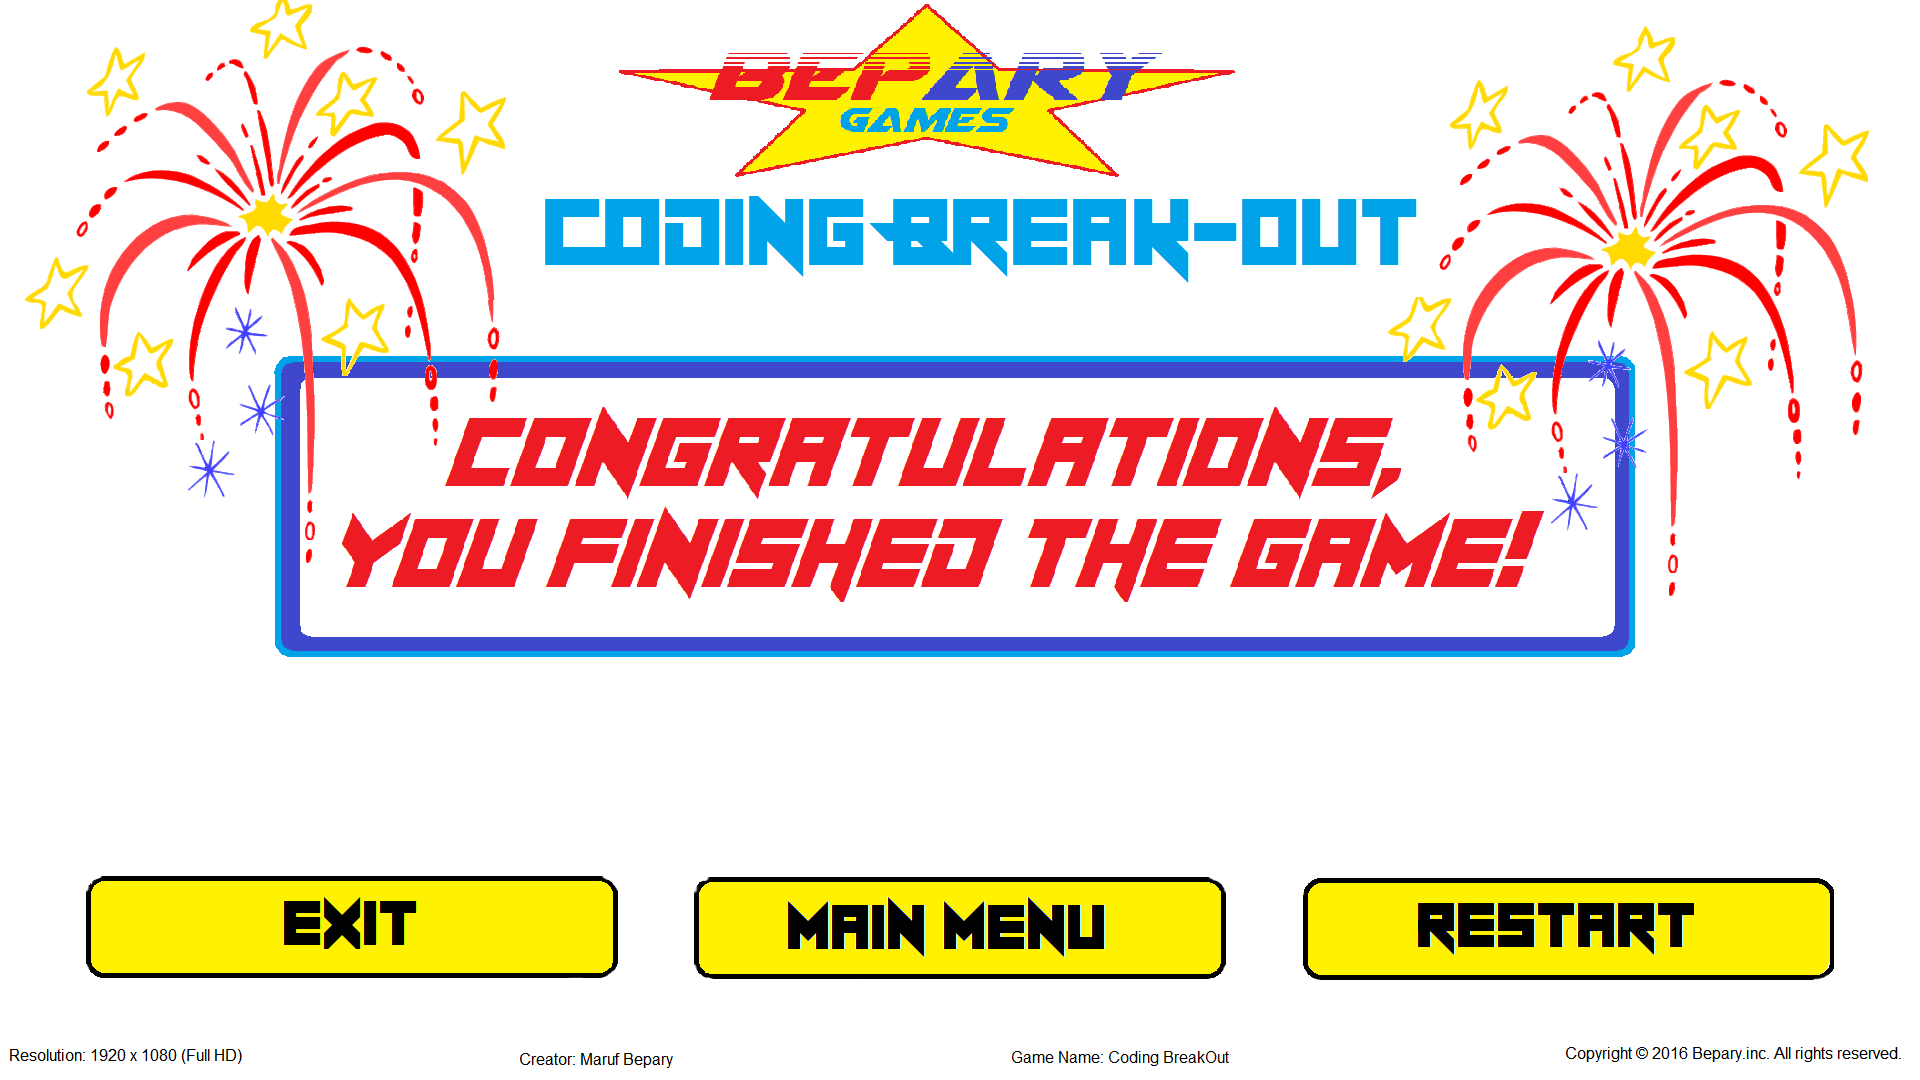 BEPARY
GAMES
CODING BREAK-OUT
CONGRATULATIONS,
YOU FINISHED THE GAME!
EXIT
MAIN MENU
RESTART
Resolution: 1920 x 1080 (Full HD)
Creator: Maruf Bepary
Game Name: Coding BreakOut
Copyright © 2016 Bepary.inc. All rights reserved.